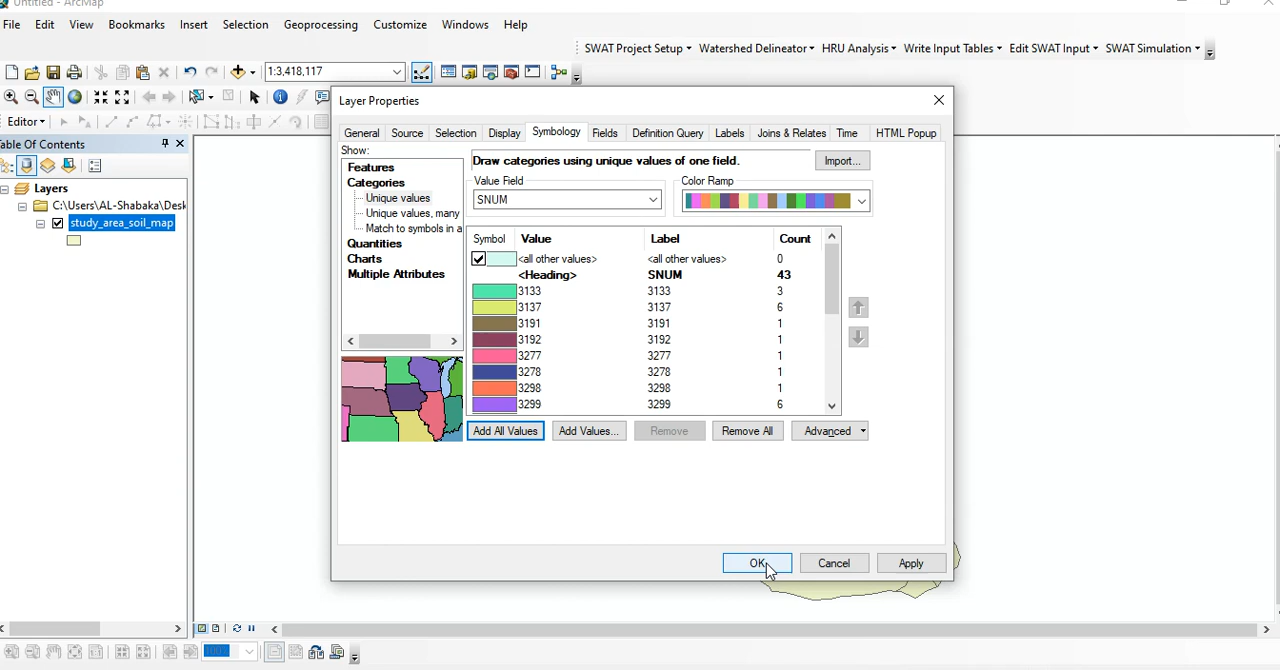 Untitled - ArcMap
File Edit View Bookmarks Insert Selection Geoprocessing Customize Windows Help
SWAT Project Setup Watershed Delineator HRU Analysis Write Input Tables Edit SWAT Input SWAT Simulation
1:3,418,117
Editor
Table Of Contents
Layers
C:\Users\AL-Shabaka\Desk
study_area_soil_map
Layer Properties
General Source Selection Display Symbology Fields Definition Query Labels Joins & Relates Time HTML Popup
Show:
Features
Categories
Unique values
Unique values, many
Match to symbols in a
Quantities
Charts
Multiple Attributes
Draw categories using unique values of one field.
Import...
Value Field
SNUM
Color Ramp
Symbol Value Label Count
<all other values> <all other values> 0
<Heading> SNUM 43
3133 3133 3
3137 3137 6
3191 3191 1
3192 3192 1
3277 3277 1
3278 3278 1
3298 3298 1
3299 3299 6
Add All Values Add Values... Remove Remove All Advanced
OK Cancel Apply
100